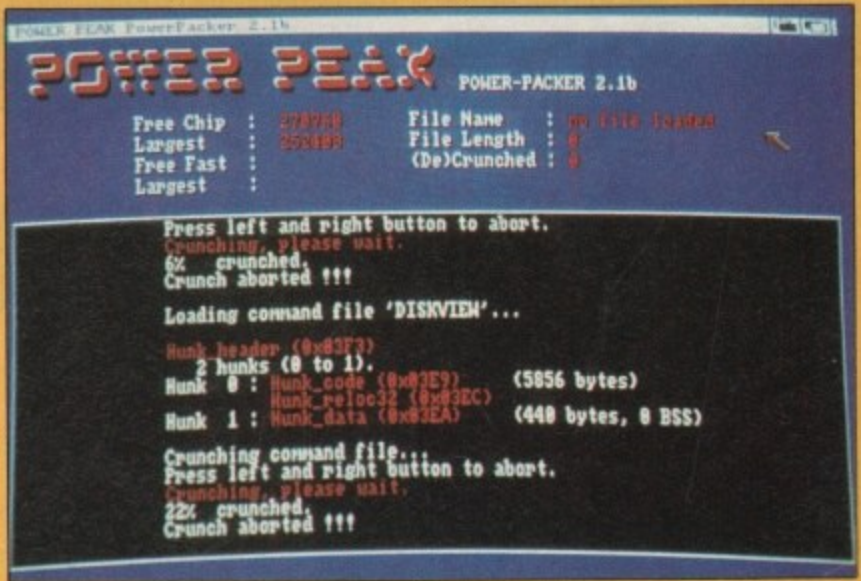 POWER PEAK PowerPacker 2.1b
POWER PEAK POWER-PACKER 2.1b
Free Chip : 270760 File Name : no file loaded
Largest : 252408 File Length : 0
Free Fast : (De)Crunched : 0
Largest :
Press left and right button to abort.
Crunching, please wait.
6% crunched.
Crunch aborted !!!
Loading command file 'DISKVIEW'...
Hunk_header (0x03F3)
2 hunks (0 to 1).
Hunk 0 : Hunk_code (0x03E9) (5856 bytes)
Hunk_reloc32 (0x03EC)
Hunk 1 : Hunk_data (0x03EA) (440 bytes, 0 BSS)
Crunching command file...
Press left and right button to abort.
Crunching, please wait.
22% crunched.
Crunch aborted !!!